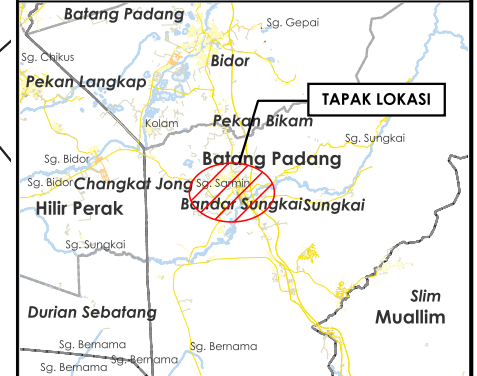 Batang Padang
Sg. Gepai
Sg. Chikus
Bidor
Pekan Langkap
TAPAK LOKASI
Kolam
Pekan Bikam
Sg. Sungkai
Sg. Bidor
Batang Padang
Sg. Bidor
Changkat Jong
Sg. Sarmin
Hilir Perak
Bandar Sungkai
Sungkai
Sg. Sungkai
Slim
Durian Sebatang
Muallim
Sg. Bernama
Sg. Bernama
Sg. Bernama
Sg. Bernama